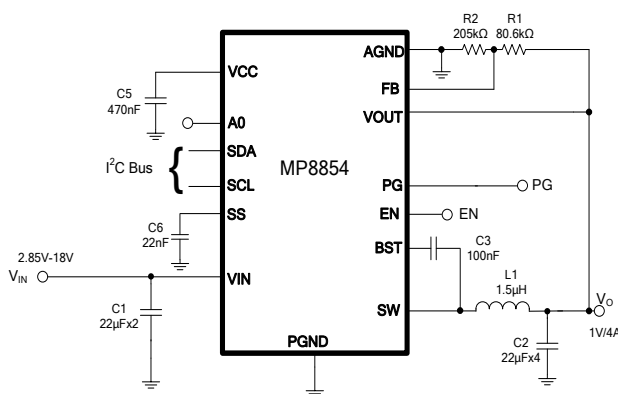 R2
205kΩ
R1
80.6kΩ
AGND
FB
VOUT
VCC
C5
470nF
A0
SDA
I²C Bus
{
SCL
MP8854
PG
PG
SS
EN
EN
C6
22nF
BST
C3
100nF
2.85V-18V
VIN
VIN
L1
1.5µH
SW
VO
1V/4A
C1
22µFx2
C2
22µFx4
PGND